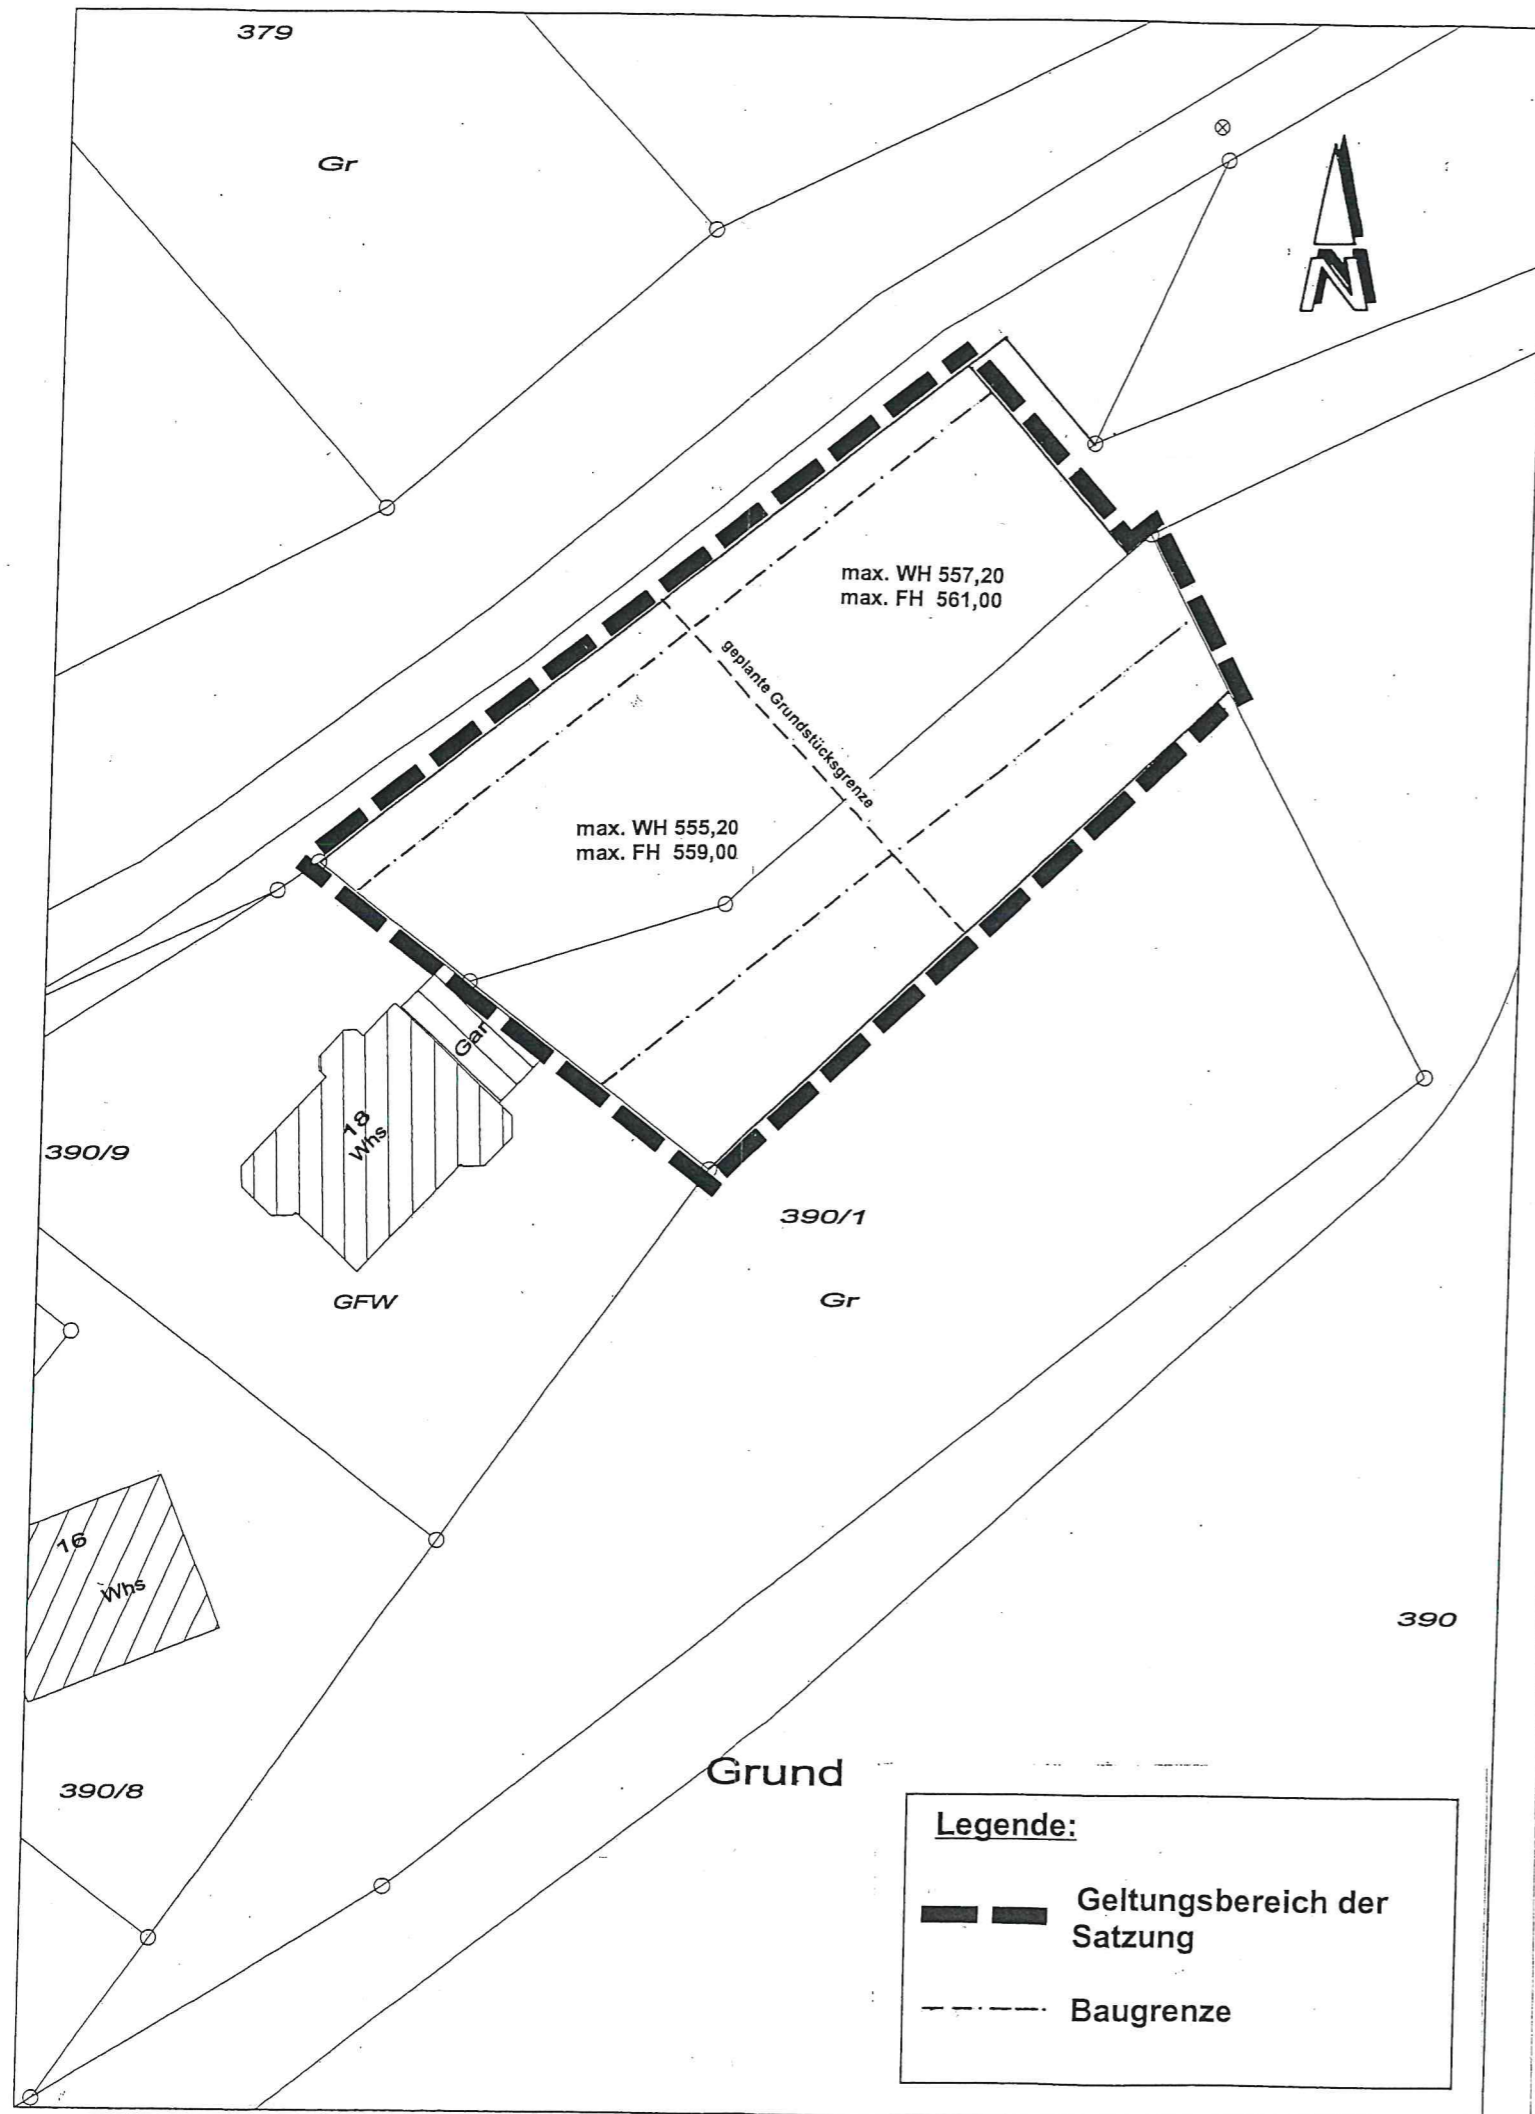 379
Gr
N
max. WH 557,20
max. FH 561,00
geplante Grundstücksgrenze
max. WH 555,20
max. FH 559,00
Gar
18
Whs
390/9
390/1
GFW
Gr
16
Whs
390
Grund
390/8
Legende:
Geltungsbereich der
Satzung
Baugrenze